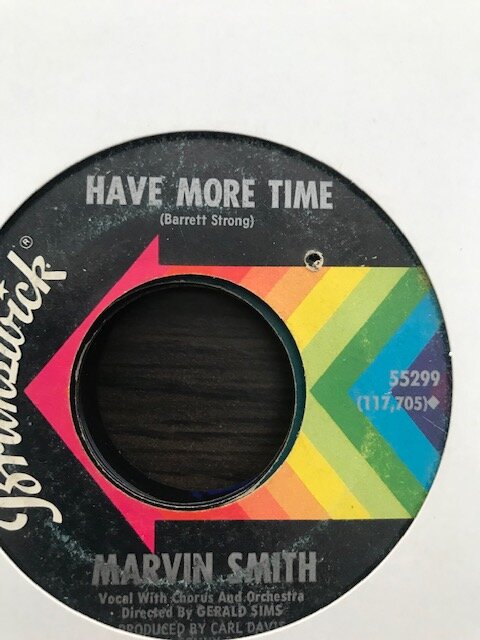 HAVE MORE TIME
(Barrett Strong)
Brunswick®
55299
(117,705)◆
MARVIN SMITH
Vocal With Chorus And Orchestra
Directed By GERALD SIMS
PRODUCED BY CARL DAVIS